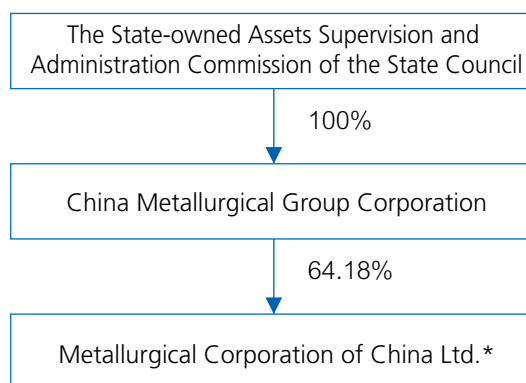 The State-owned Assets Supervision and
Administration Commission of the State Council
100%
China Metallurgical Group Corporation
64.18%
Metallurgical Corporation of China Ltd.*